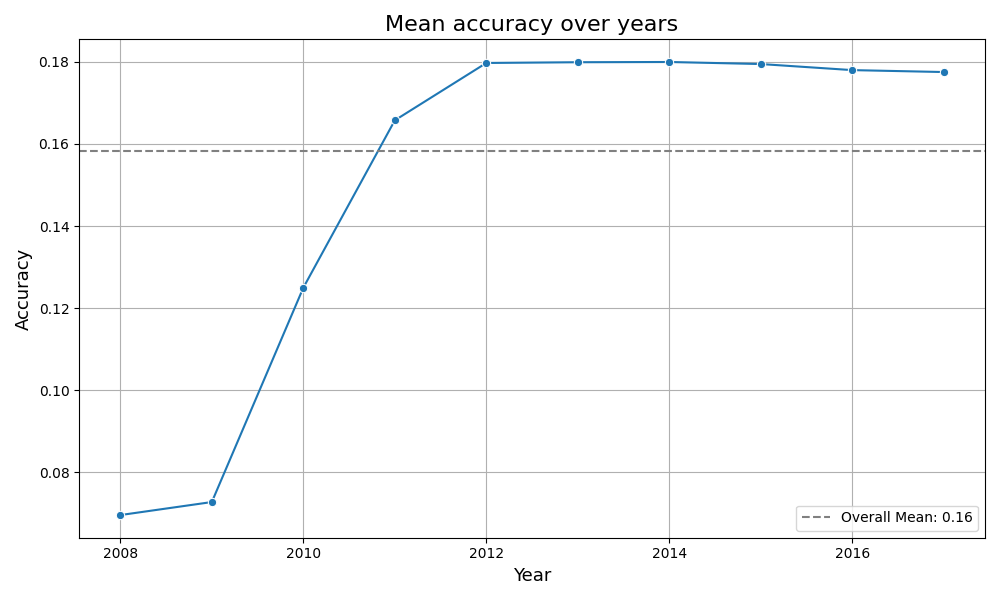 Mean accuracy over years
Accuracy
0.18
0.16
0.14
0.12
0.10
0.08
Overall Mean: 0.16
2008 2010 2012 2014 2016
Year